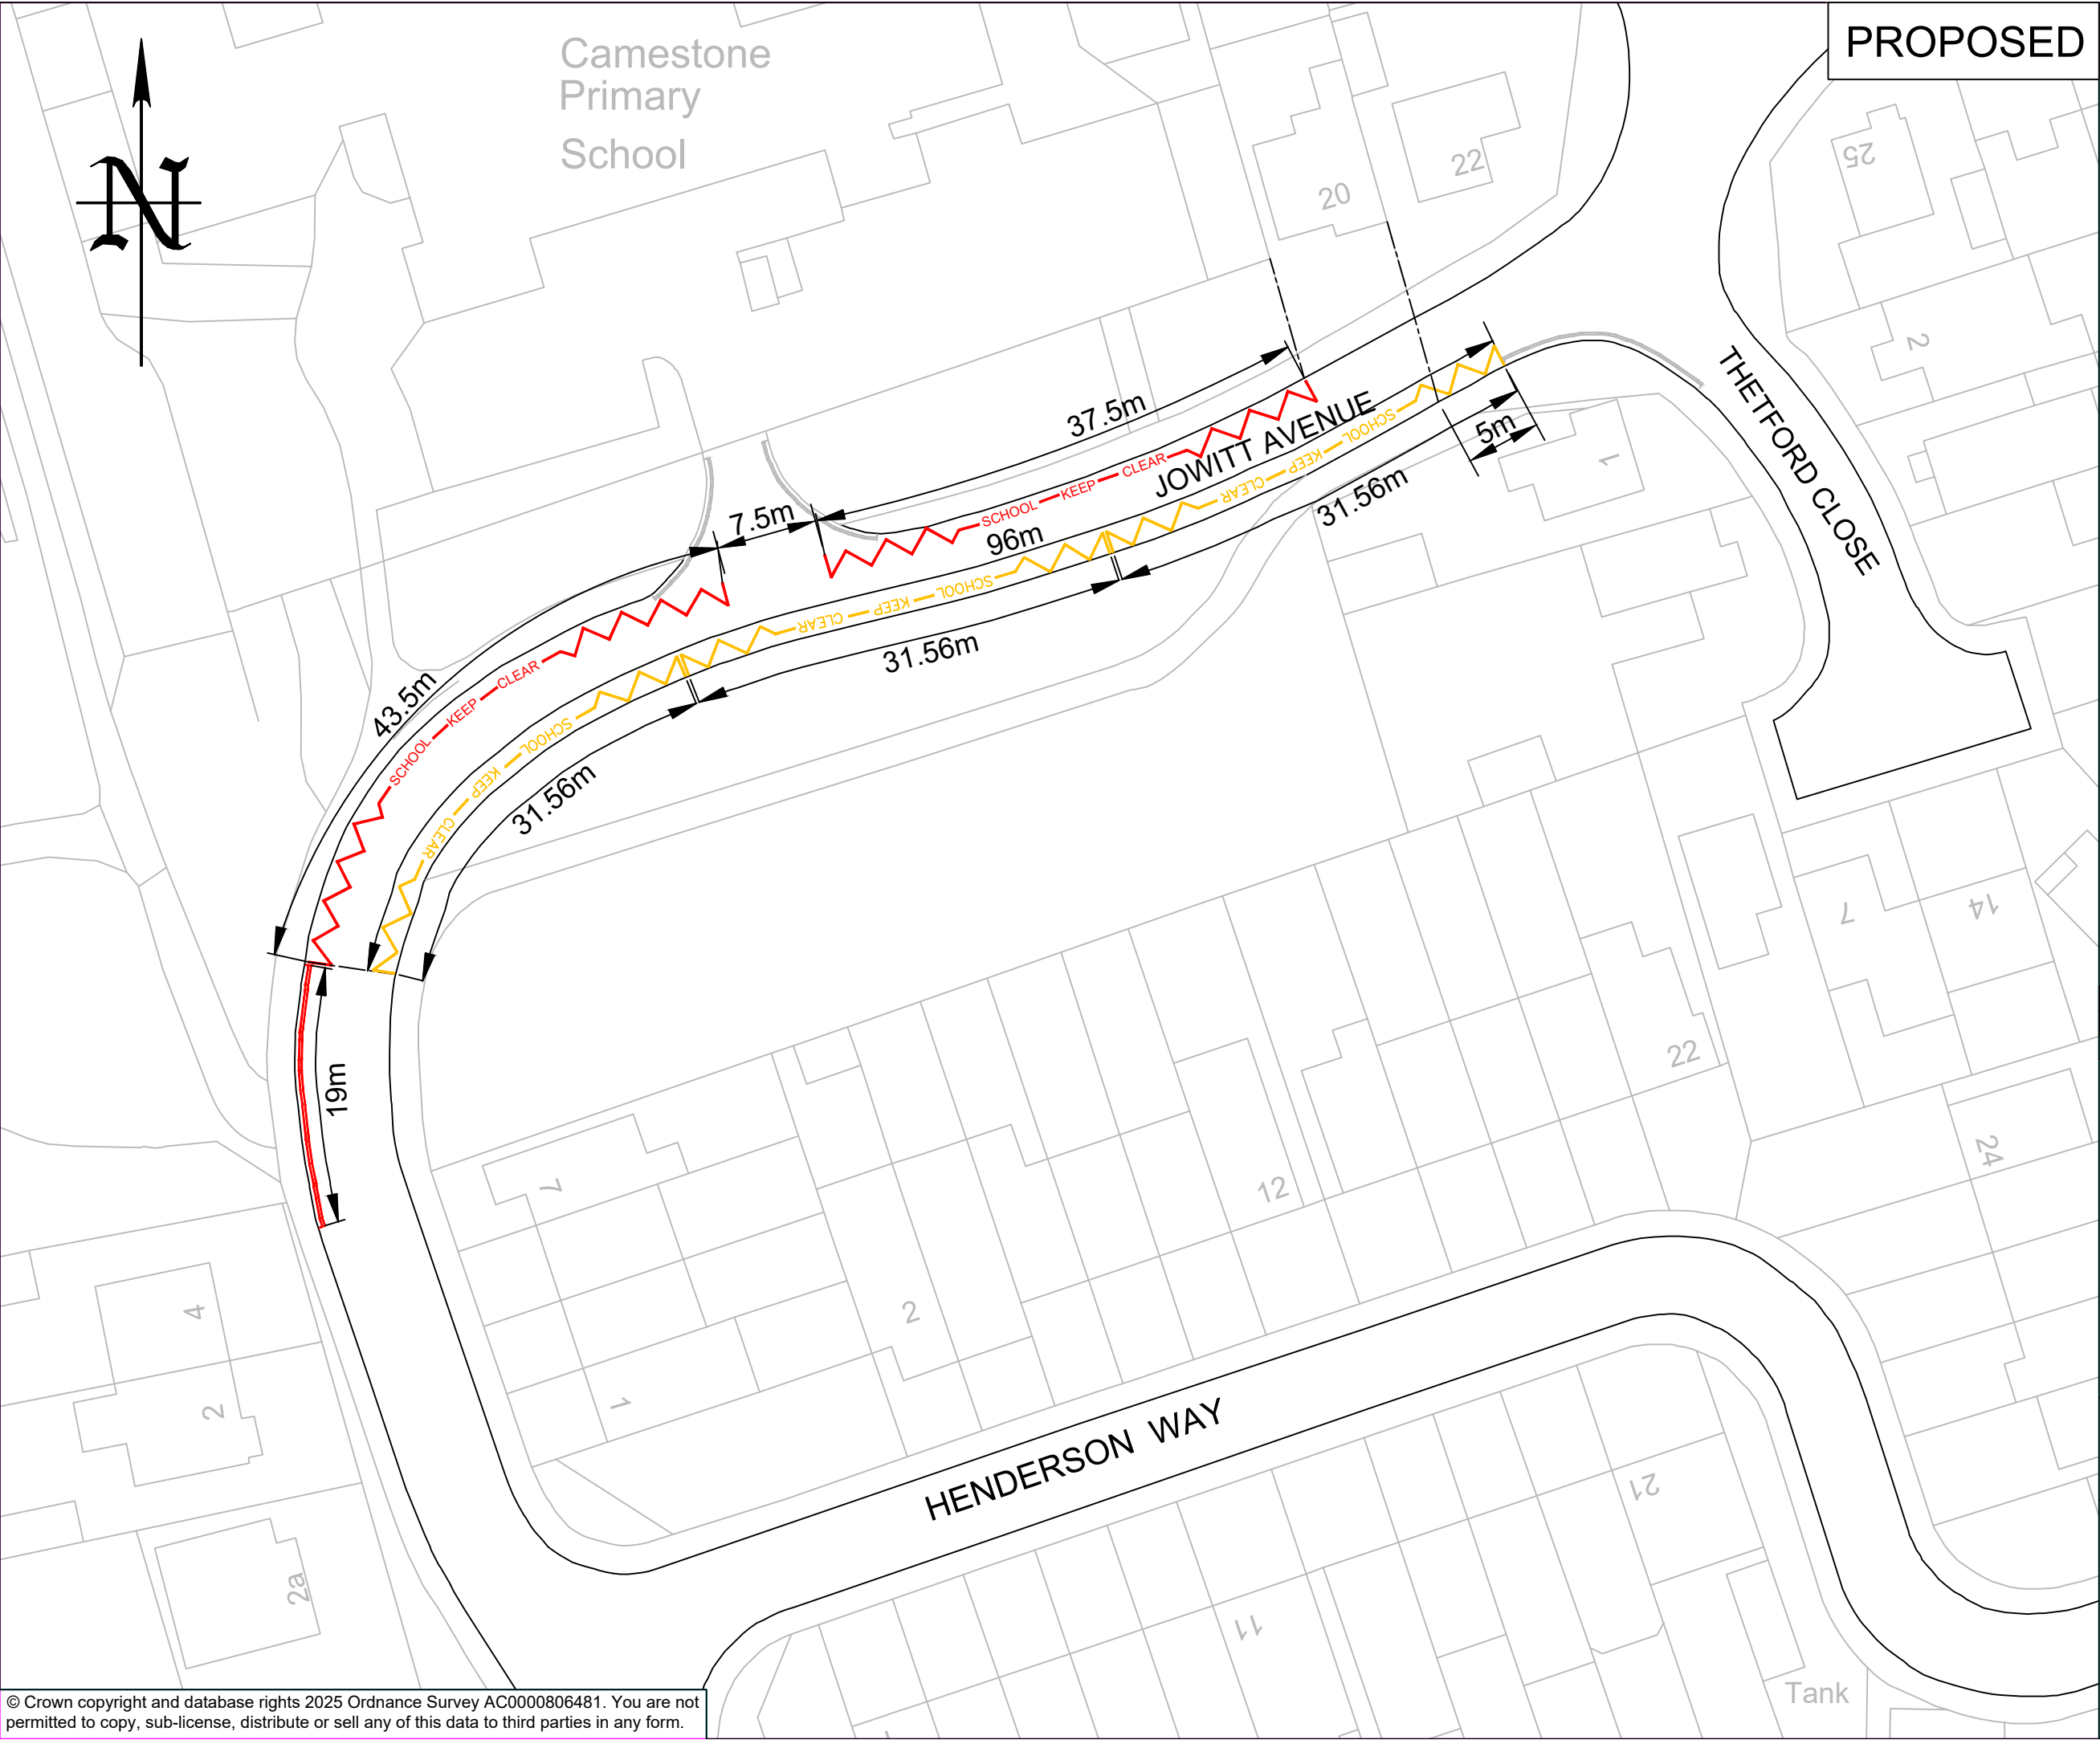 PROPOSED
N
Camestone
Primary
School
20
22
25
2
37.5m
JOWITT AVENUE
THETFORD CLOSE
5m
1
7.5m
SCHOOL KEEP CLEAR
SCHOOL KEEP CLEAR
96m
31.56m
SCHOOL KEEP CLEAR
31.56m
43.5m
SCHOOL KEEP CLEAR
SCHOOL KEEP CLEAR
31.56m
19m
7
14
22
24
7
12
2
4
2
1
HENDERSON WAY
21
2a
11
Tank
© Crown copyright and database rights 2025 Ordnance Survey AC0000806481. You are not
permitted to copy, sub-license, distribute or sell any of this data to third parties in any form.